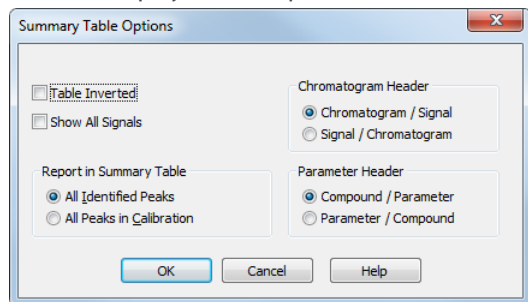 Summary Table Options
Table Inverted
Show All Signals
Chromatogram Header
Chromatogram / Signal
Signal / Chromatogram
Report in Summary Table
All Identified Peaks
All Peaks in Calibration
Parameter Header
Compound / Parameter
Parameter / Compound
OK
Cancel
Help